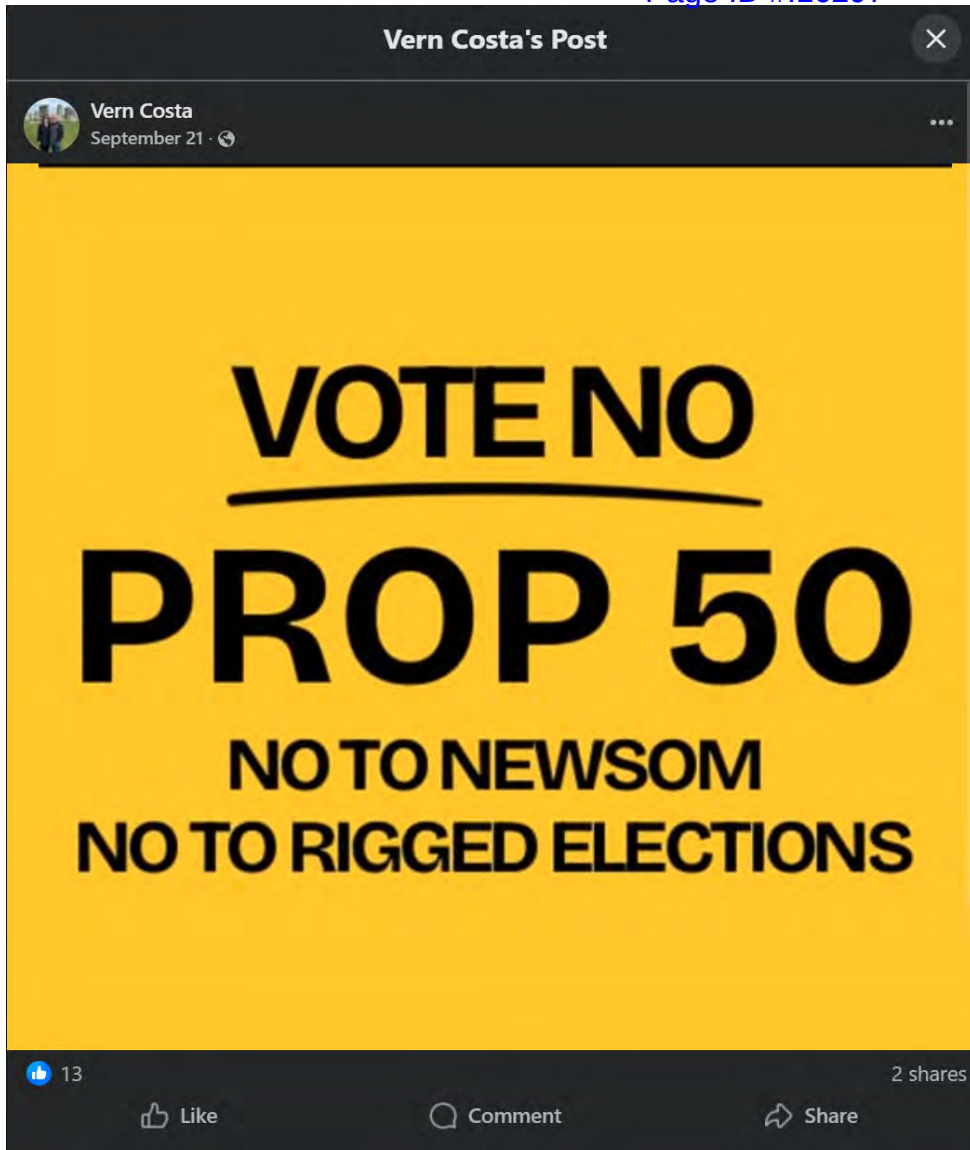 Vern Costa's Post
Vern Costa
September 21 ·
VOTE NO
PROP 50
NO TO NEWSOM
NO TO RIGGED ELECTIONS
13
2 shares
Like
Comment
Share